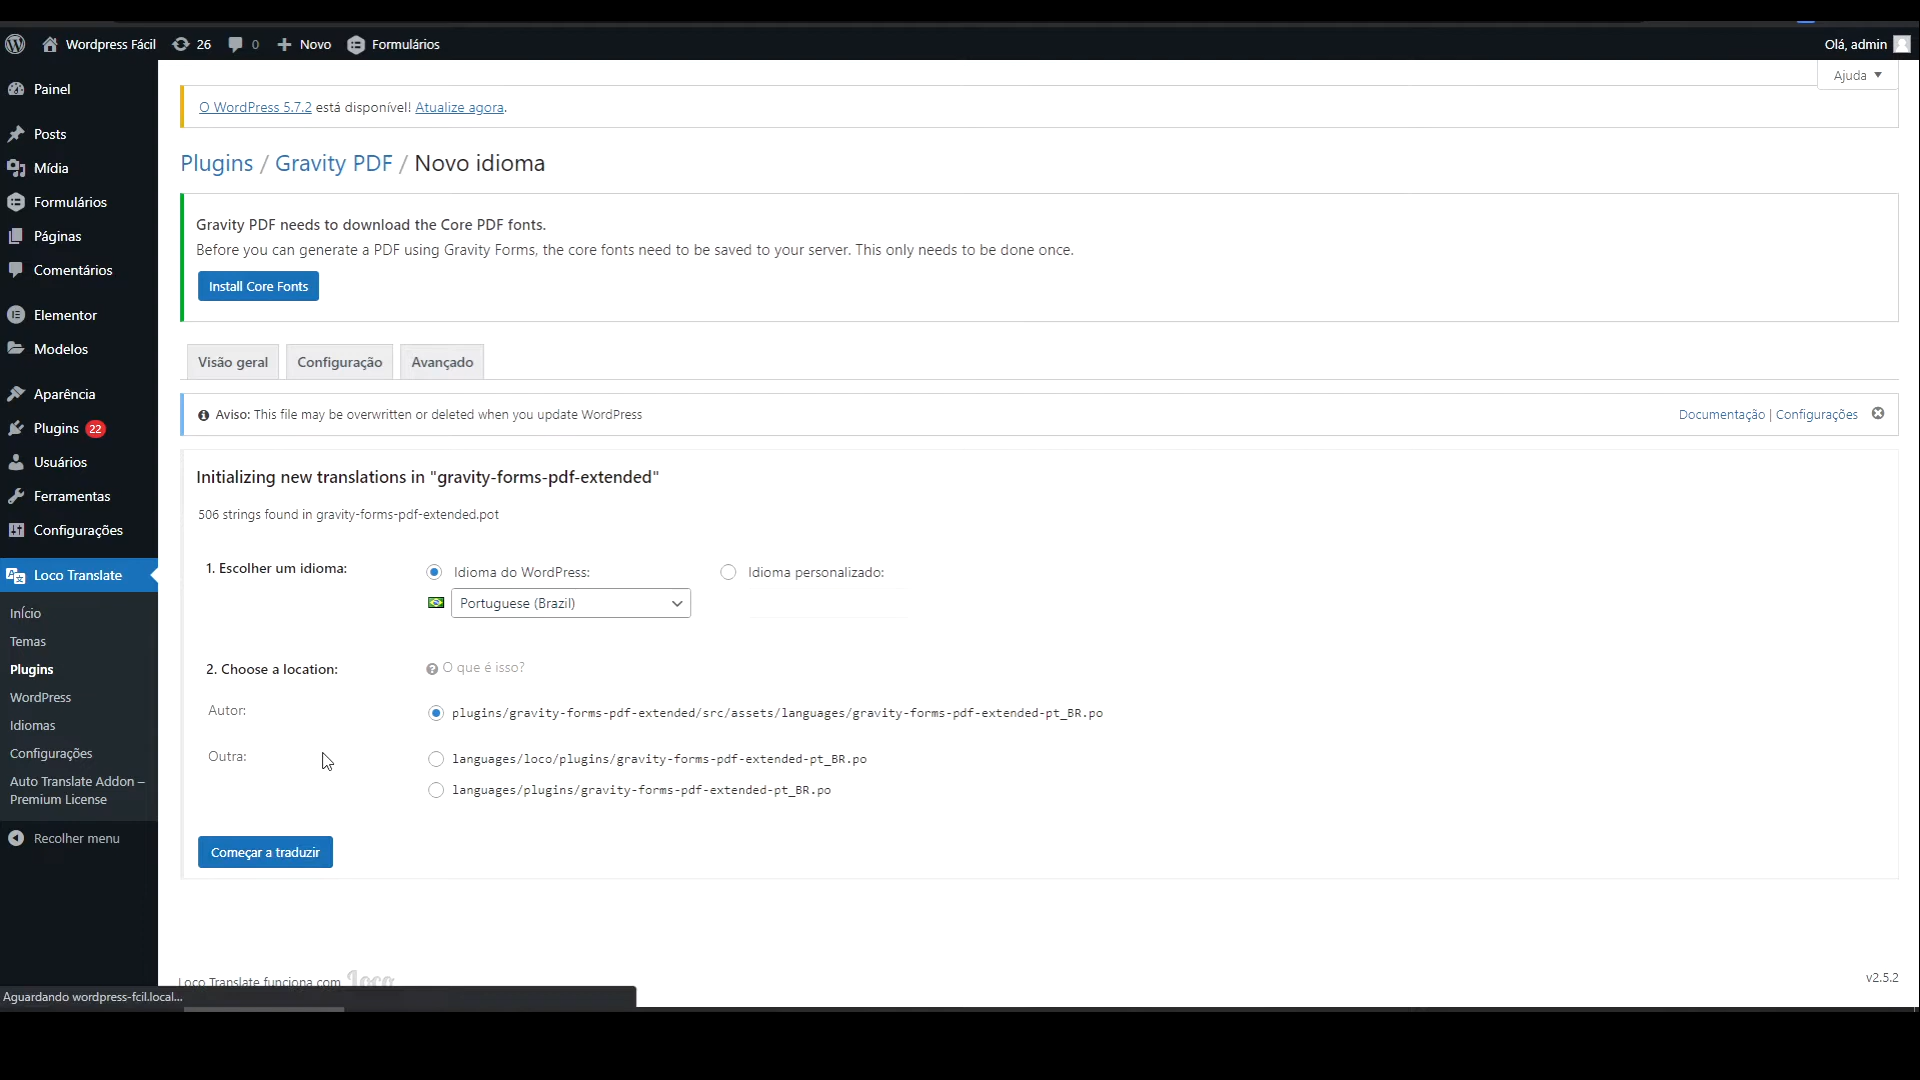 Wordpress Fácil 26 0 Novo Formulários Olá, admin
Ajuda
Painel
Posts
Mídia
Formulários
Páginas
Comentários
Elementor
Modelos
Aparência
Plugins 22
Usuários
Ferramentas
Configurações
Loco Translate
Início
Temas
Plugins
WordPress
Idiomas
Configurações
Auto Translate Addon –
Premium License
Recolher menu
O WordPress 5.7.2 está disponível! Atualize agora.
Plugins / Gravity PDF / Novo idioma
Gravity PDF needs to download the Core PDF fonts.
Before you can generate a PDF using Gravity Forms, the core fonts need to be saved to your server. This only needs to be done once.
Install Core Fonts
Visão geral Configuração Avançado
Aviso: This file may be overwritten or deleted when you update WordPress Documentação | Configurações
Initializing new translations in "gravity-forms-pdf-extended"
506 strings found in gravity-forms-pdf-extended.pot
1. Escolher um idioma: Idioma do WordPress: Idioma personalizado:
Portuguese (Brazil)
2. Choose a location: O que é isso?
Autor: plugins/gravity-forms-pdf-extended/src/assets/languages/gravity-forms-pdf-extended-pt_BR.po
Outra: languages/loco/plugins/gravity-forms-pdf-extended-pt_BR.po
languages/plugins/gravity-forms-pdf-extended-pt_BR.po
Começar a traduzir
Loco Translate funciona com Loco v2.5.2
Aguardando wordpress-fcil.local...